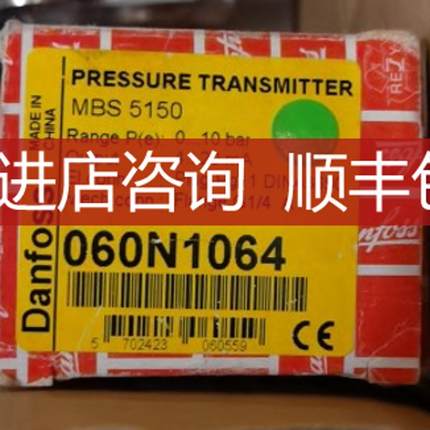 PRESSURE TRANSMITTER
MBS 5150
Range P(e): 0 10 bar
进店咨询 顺丰包
060N1064
Danfoss
MADE IN
CHINA
060N1064
5 702423 060559
CE